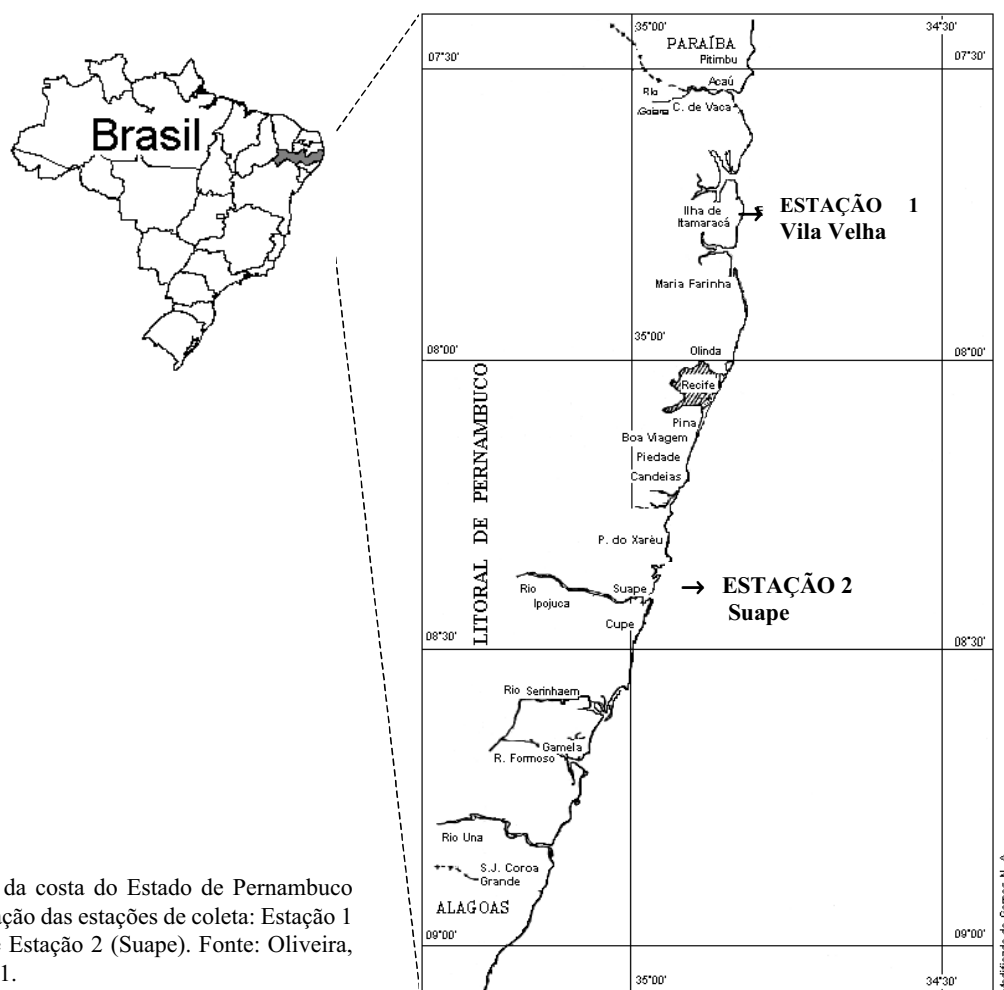 Brasil
35°00'
34°30'
PARAÍBA
Pitimbu
07°30'
07°30'
Acaú
Rio
Goiana
C. de Vaca
Ilha de
Itamaracá
→ ESTAÇÃO 1
Vila Velha
Maria Farinha
35°00'
Olinda
08°00'
08°00'
Recife
Pina
Boa Viagem
Piedade
Candeias
LITORAL DE PERNAMBUCO
P. do Xaréu
Rio
Ipojuca
Suape
→ ESTAÇÃO 2
Suape
Cupe
08°30'
08°30'
Rio Serinhaem
Gamela
R. Formoso
Rio Una
S.J. Coroa
Grande
ALAGOAS
09°00'
09°00'
35°00'
34°30'
da costa do Estado de Pernambuco
ação das estações de coleta: Estação 1
Estação 2 (Suape). Fonte: Oliveira,
1.